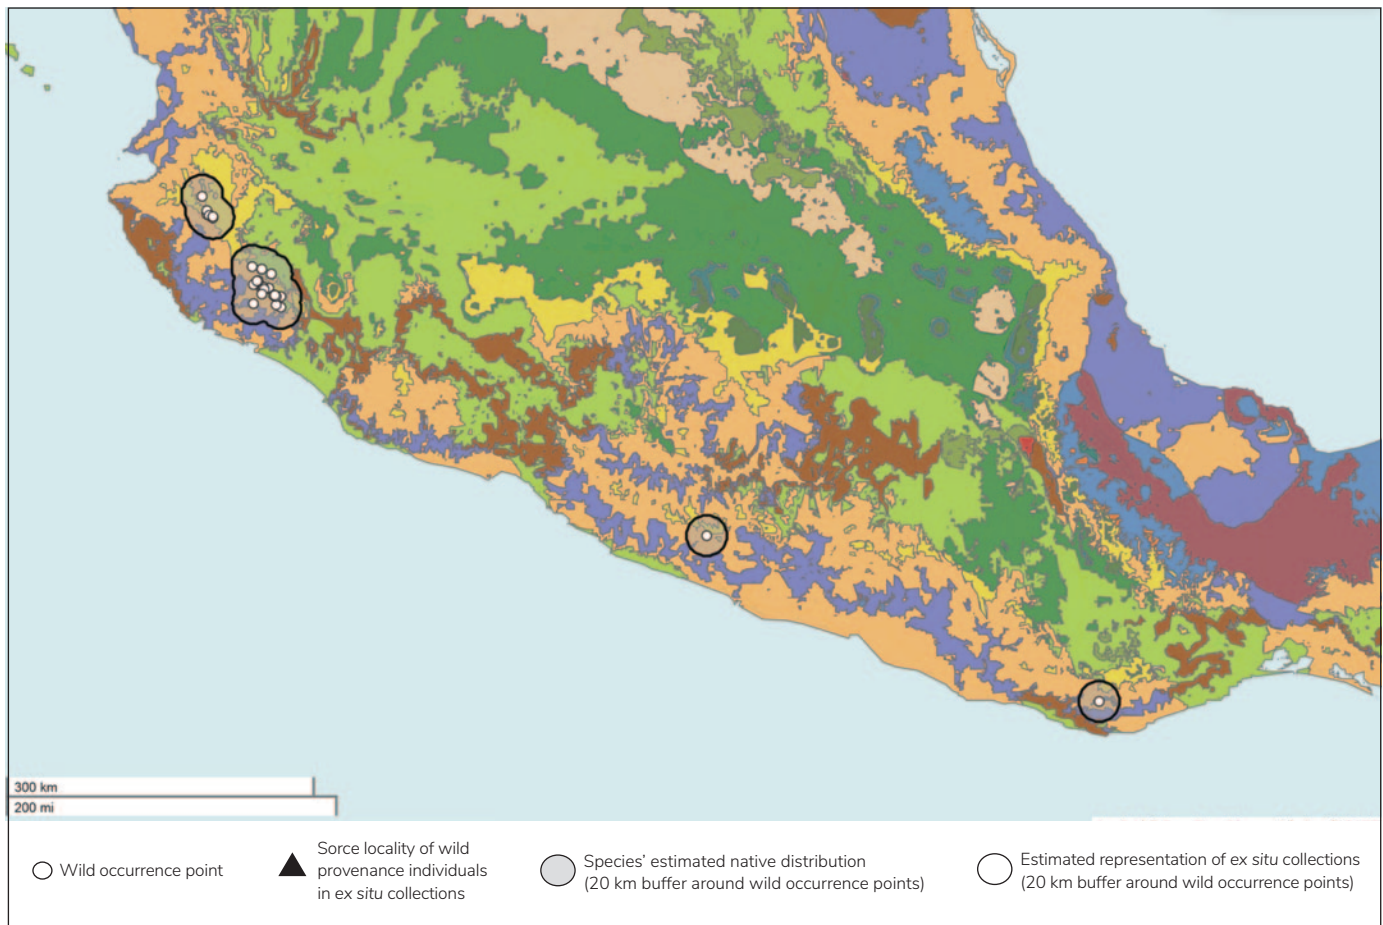 300 km
200 mi
Wild occurrence point
Sorce locality of wild
provenance individuals
in ex situ collections
Species’ estimated native distribution
(20 km buffer around wild occurrence points)
Estimated representation of ex situ collections
(20 km buffer around wild occurrence points)